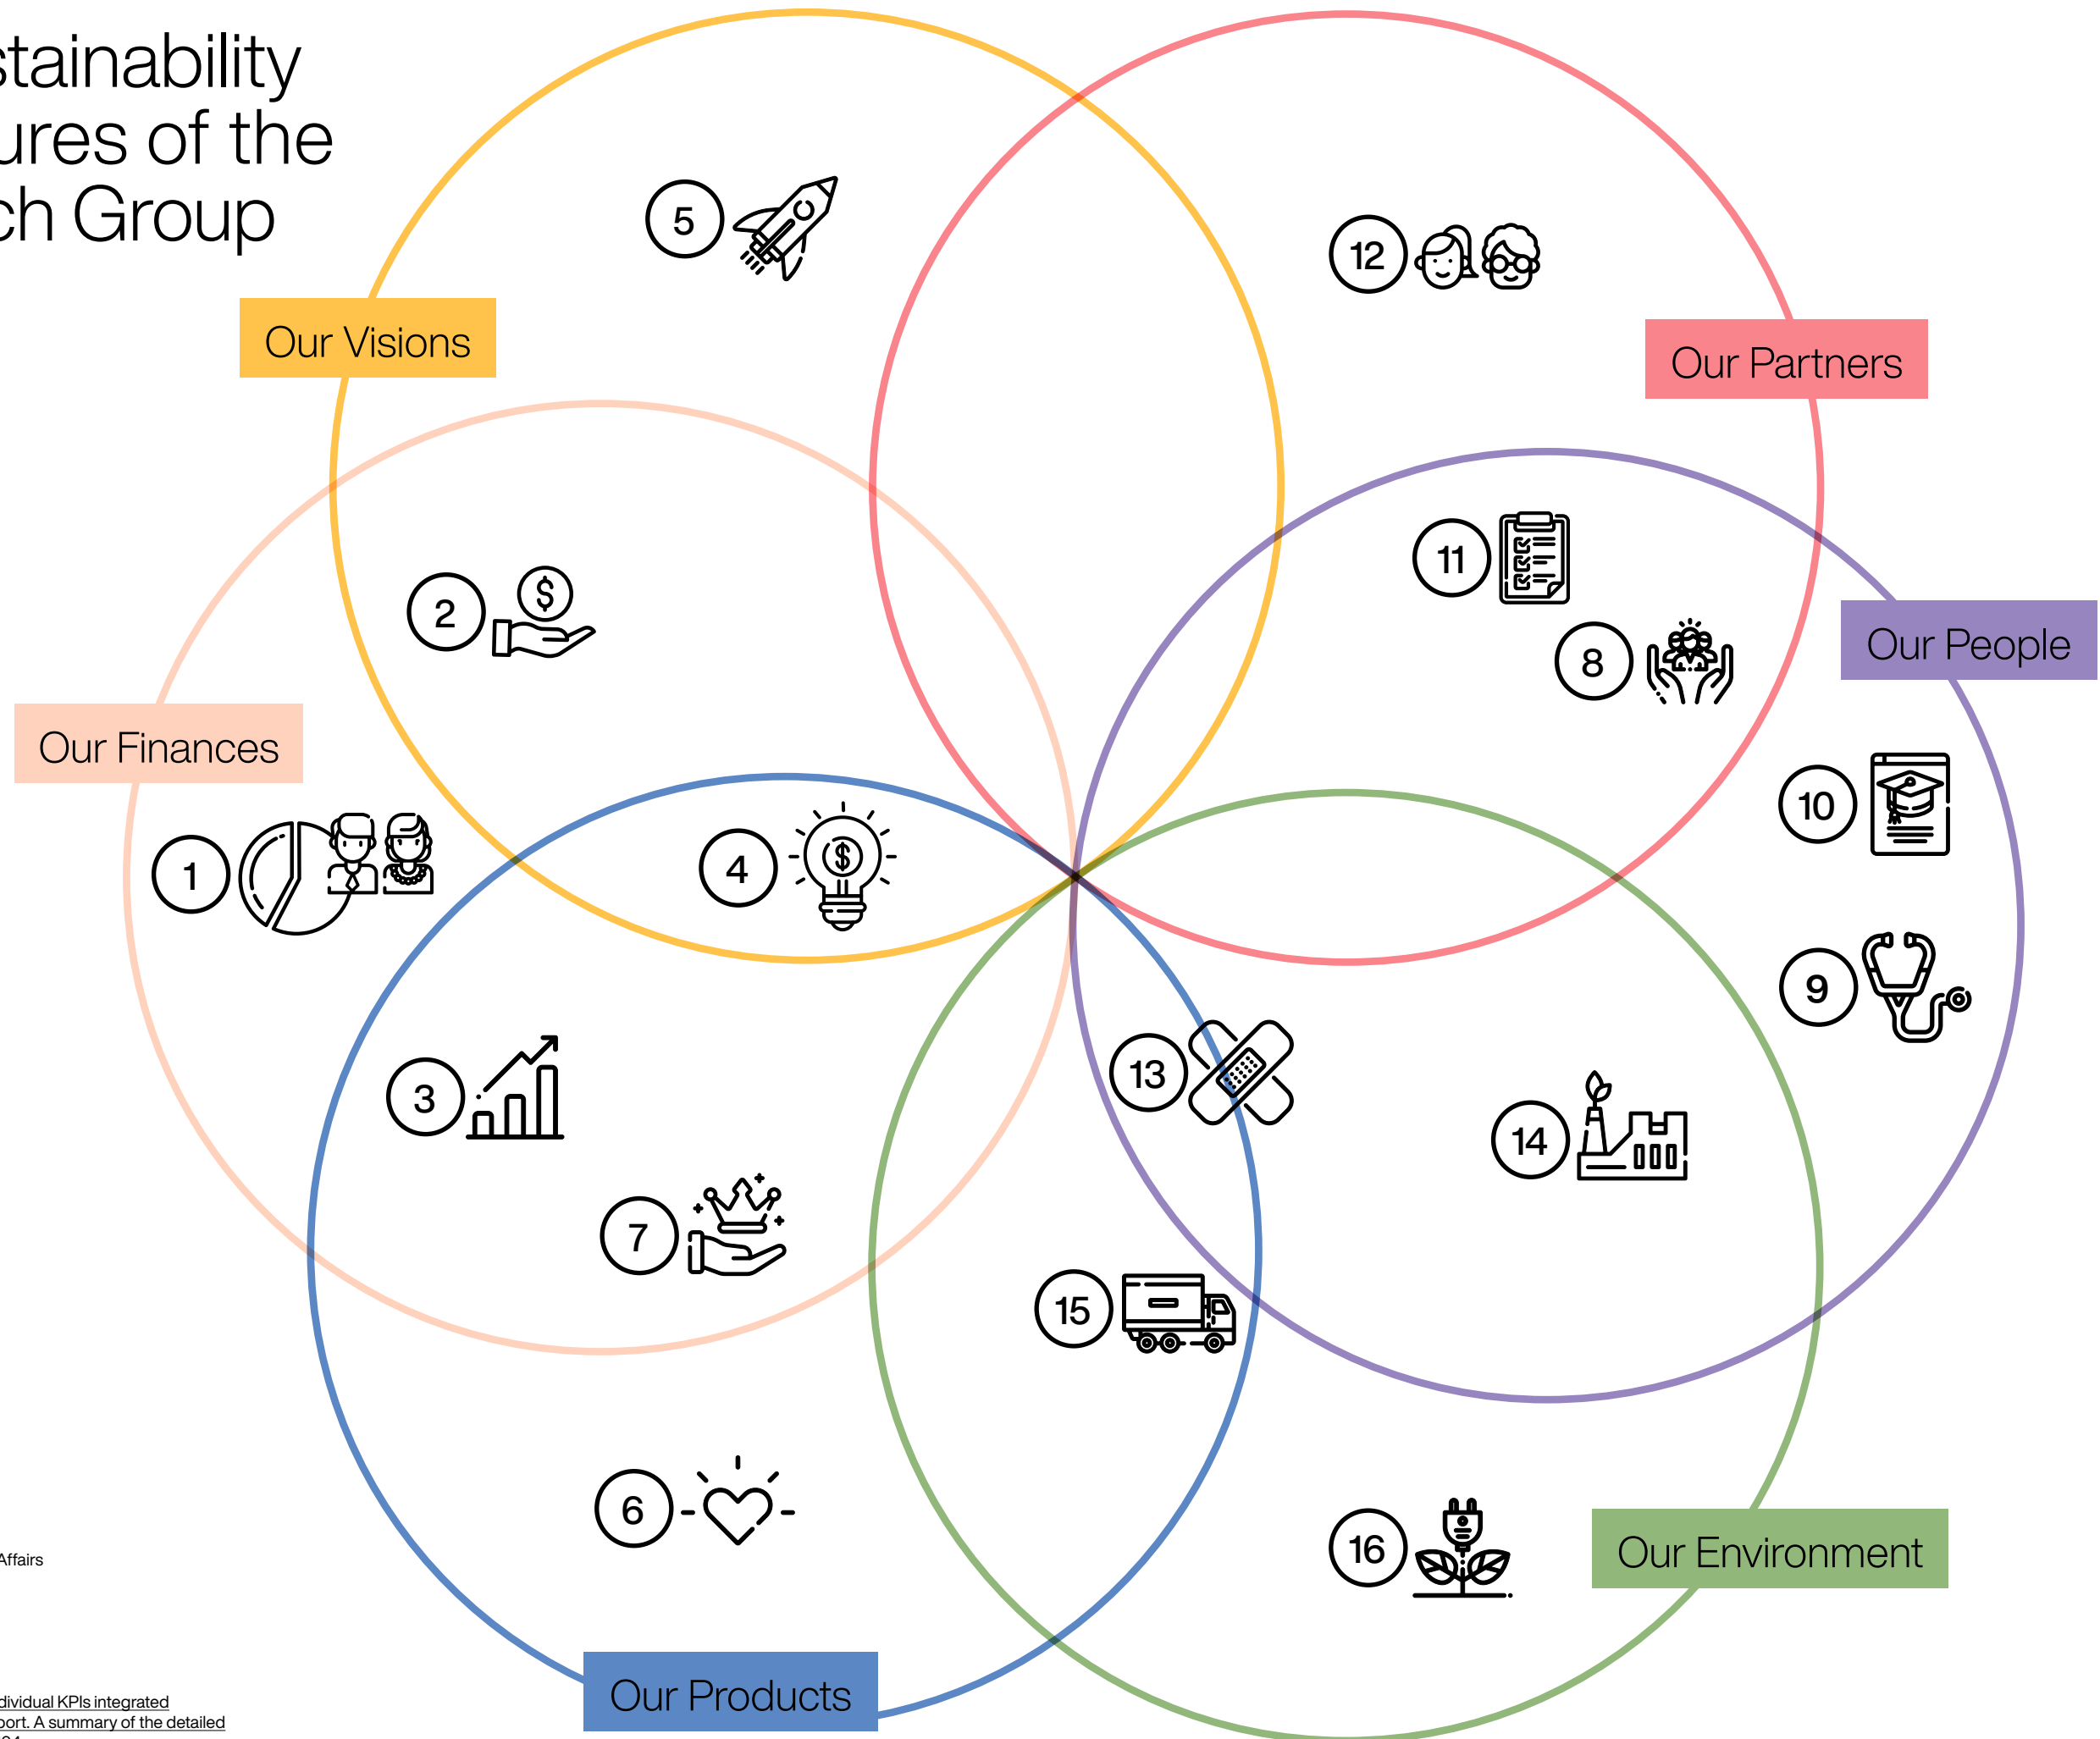 stainability
ures of the
ch Group
5
12
Our Visions
Our Partners
11
2
$
8
Our People
Our Finances
10
1
4
$
9
3
13
14
7
15
6
16
Our Environment
Affairs
Our Products
dividual KPIs integrated
port. A summary of the detailed